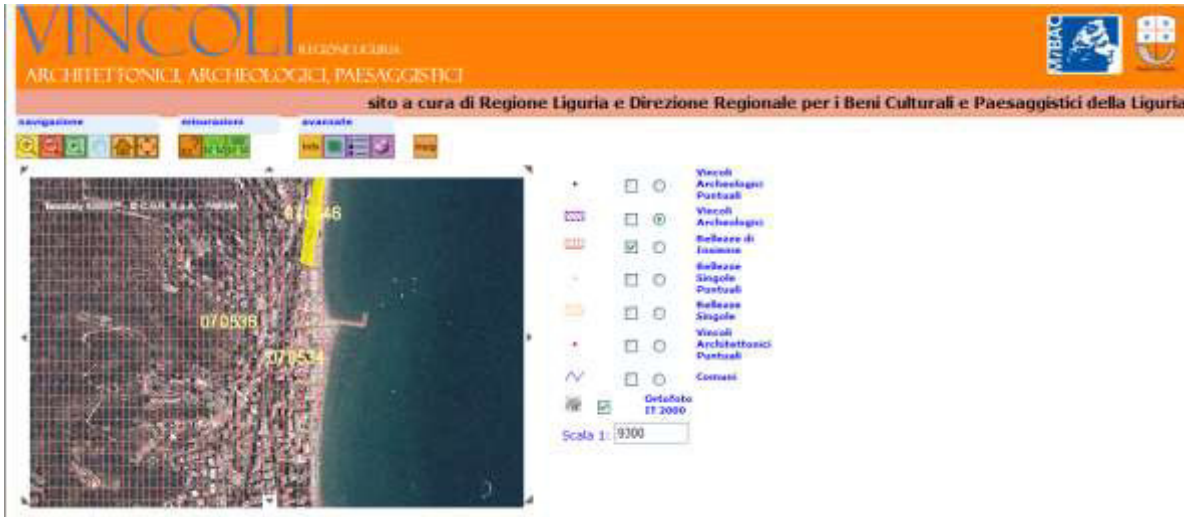 VINCOLI REGIONE LIGURIA
ARCHITETTONICI, ARCHEOLOGICI, PAESAGGISTICI
MiBAC
sito a cura di Regione Liguria e Direzione Regionale per i Beni Culturali e Paesaggistici della Liguria
navigazione misurazioni avanzate
070536
070534
Vincoli
Archeologici
Puntuali
Vincoli
Archeologici
Bellezze di
Insieme
Bellezze
Singole
Puntuali
Bellezze
Singole
Vincoli
Architettonici
Puntuali
Comuni
Ortofoto
IT 2000
Scala 1: 9300